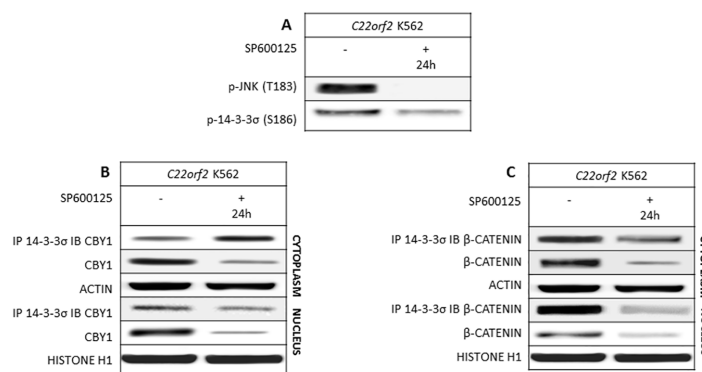 A
C22orf2 K562
SP600125 - +
24h
p-JNK (T183)
p-14-3-3σ (S186)
B
C22orf2 K562
SP600125 - +
24h
IP 14-3-3σ IB CBY1
CBY1
ACTIN
IP 14-3-3σ IB CBY1
CBY1
HISTONE H1
CYTOPLASM
NUCLEUS
C
C22orf2 K562
SP600125 - +
24h
IP 14-3-3σ IB β-CATENIN
β-CATENIN
ACTIN
IP 14-3-3σ IB β-CATENIN
β-CATENIN
HISTONE H1